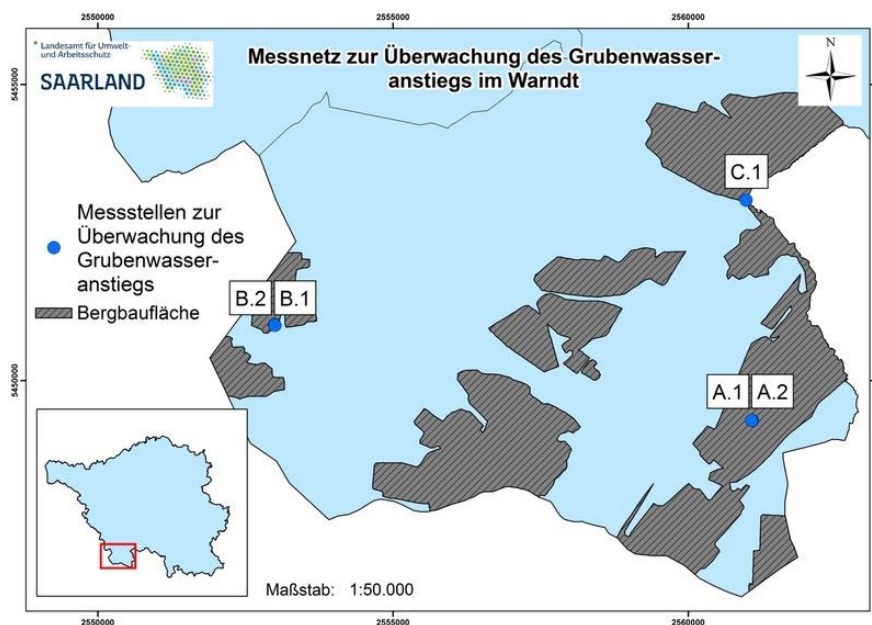 2550000
2555000
2560000
Landesamt für Umwelt-
und Arbeitsschutz
SAARLAND
Messnetz zur Überwachung des Grubenwasser-
anstiegs im Warndt
N
5455000
C.1
Messstellen zur
Überwachung des
Grubenwasser-
anstiegs
Bergbaufläche
B.2 B.1
5450000
A.1 A.2
Maßstab: 1:50.000
2550000
2555000
2560000